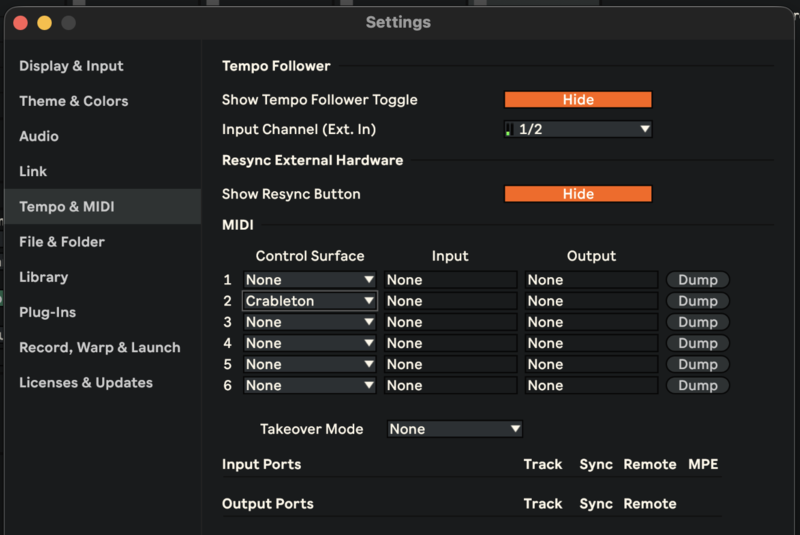 Settings
Display & Input
Theme & Colors
Audio
Link
Tempo & MIDI
File & Folder
Library
Plug-Ins
Record, Warp & Launch
Licenses & Updates
Tempo Follower
Show Tempo Follower Toggle Hide
Input Channel (Ext. In) 1/2
Resync External Hardware
Show Resync Button Hide
MIDI
Control Surface Input Output
1 None None None Dump
2 Crableton None None Dump
3 None None None Dump
4 None None None Dump
5 None None None Dump
6 None None None Dump
Takeover Mode None
Input Ports Track Sync Remote MPE
Output Ports Track Sync Remote